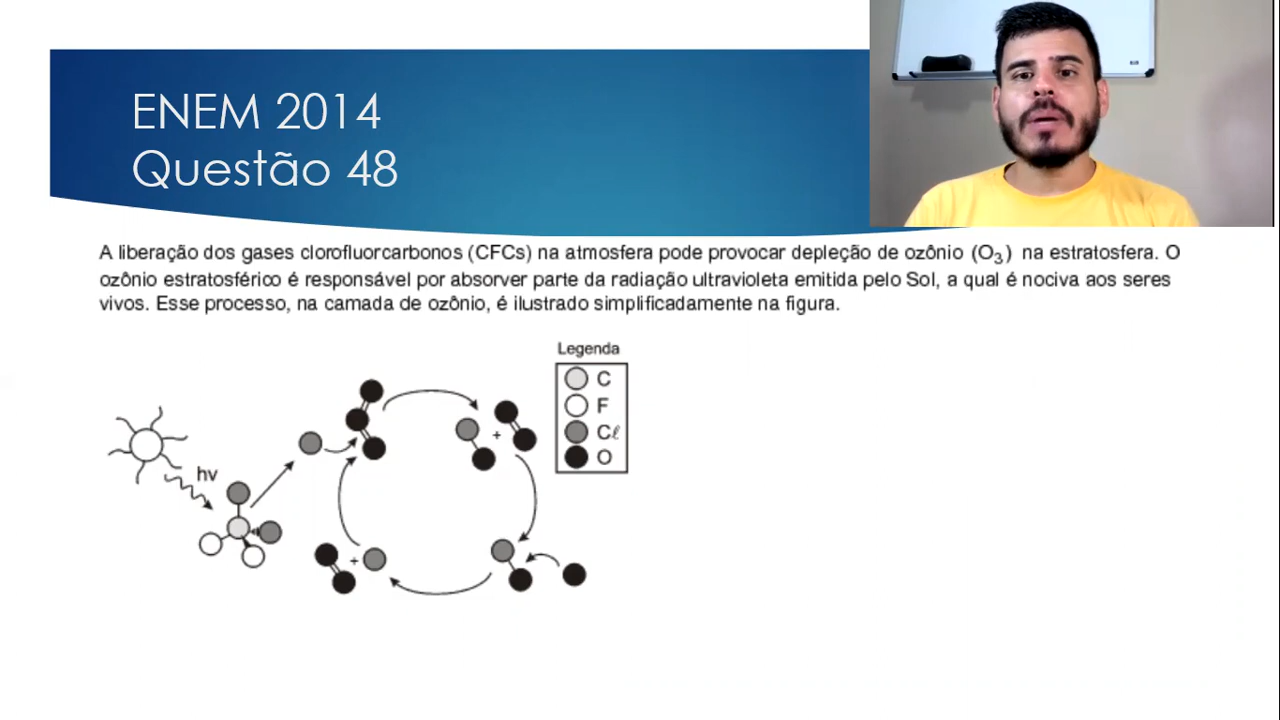 ENEM 2014
Questão 48
A liberação dos gases clorofluorcarbonos (CFCs) na atmosfera pode provocar depleção de ozônio (O₃) na estratosfera. O
ozônio estratosférico é responsável por absorver parte da radiação ultravioleta emitida pelo Sol, a qual é nociva aos seres
vivos. Esse processo, na camada de ozônio, é ilustrado simplificadamente na figura.
Legenda
C
F
Cℓ
O
hv
+
+